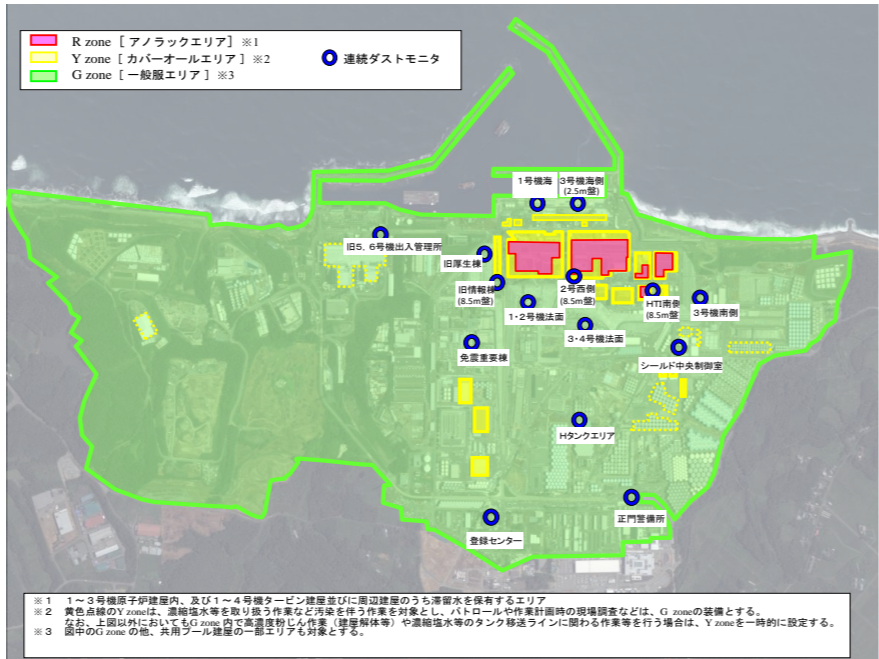 R zone [ アノラックエリア] ※1
Y zone [ カバーオールエリア] ※2
G zone [ 一般服エリア ] ※3
連続ダストモニタ
1号機海
3号機海側
(2.5m盤)
旧5．6号機出入管理所
旧厚生棟
旧情報棟
(8.5m盤)
2号西側
(8.5m盤)
HTI南側
(8.5m盤
1・2号機法面
3号機南側
3・4号機法面
免震重要棟
シールド中央制御室
Hタンクエリア
正門警備所
登録センター
※１　１～３号機原子炉建屋内、及び１～４号機タービン建屋並びに周辺建屋のうち滞留水を保有するエリア
※２　黄色点線のY zoneは、濃縮塩水等を取り扱う作業など汚染を伴う作業を対象とし、パトロールや作業計画時の現場調査などは、G zoneの装備とする。
なお、上図以外においてもG zone 内で高濃度粉じん作業（建屋解体等）や濃縮塩水等のタンク移送ラインに関わる作業等を行う場合は、Y zoneを一時的に設定する。
※３　図中のG zone の他、共用プール建屋の一部エリアも対象とする。